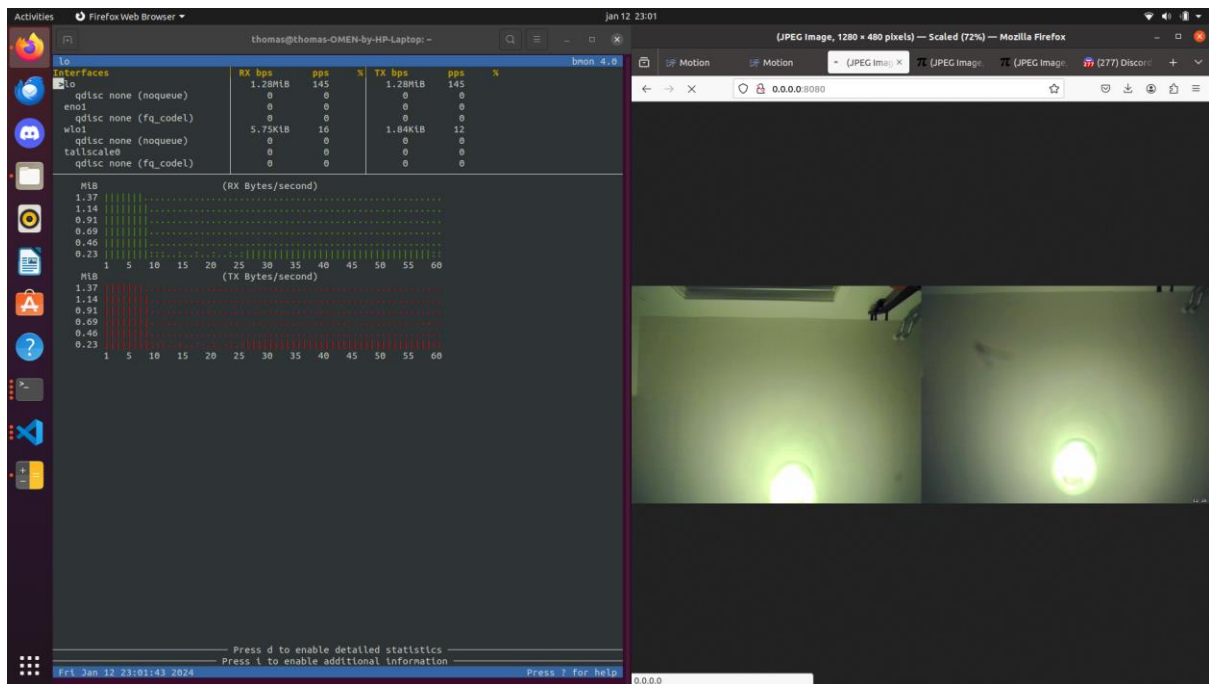 Activities Firefox Web Browser jan 12 23:01
thomas@thomas-OMEN-by-HP-Laptop: ~
lo bmon 4.0
Interfaces RX bps pps % TX bps pps %
>lo 1.28MiB 145 1.28MiB 145
qdisc none (noqueue) 0 0 0 0
eno1 0 0 0 0
qdisc none (fq_codel) 0 0 0 0
wlo1 5.75KiB 16 1.84KiB 12
qdisc none (noqueue) 0 0 0 0
tailscale0 0 0 0 0
qdisc none (fq_codel) 0 0 0 0
MiB (RX Bytes/second)
1.37
1.14
0.91
0.69
0.46
0.23
1 5 10 15 20 25 30 35 40 45 50 55 60
MiB (TX Bytes/second)
1.37
1.14
0.91
0.69
0.46
0.23
1 5 10 15 20 25 30 35 40 45 50 55 60
Press d to enable detailed statistics
Press i to enable additional information
Fri Jan 12 23:01:43 2024 Press ? for help
(JPEG Image, 1280 × 480 pixels) — Scaled (72%) — Mozilla Firefox
Motion Motion (JPEG Imag (JPEG Image, (JPEG Image, (277) Discord
0.0.0.0:8080
0.0.0.0